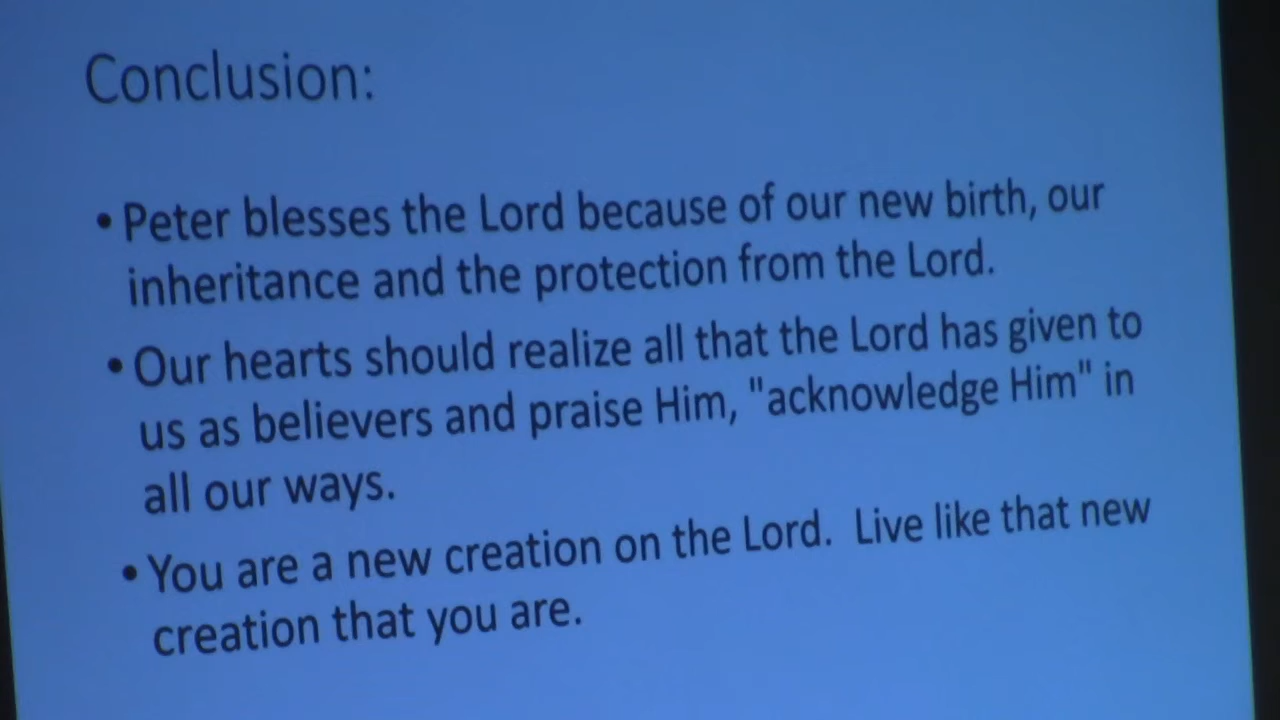 Conclusion:
• Peter blesses the Lord because of our new birth, our
inheritance and the protection from the Lord.
• Our hearts should realize all that the Lord has given to
us as believers and praise Him, "acknowledge Him" in
all our ways.
• You are a new creation on the Lord.  Live like that new
creation that you are.